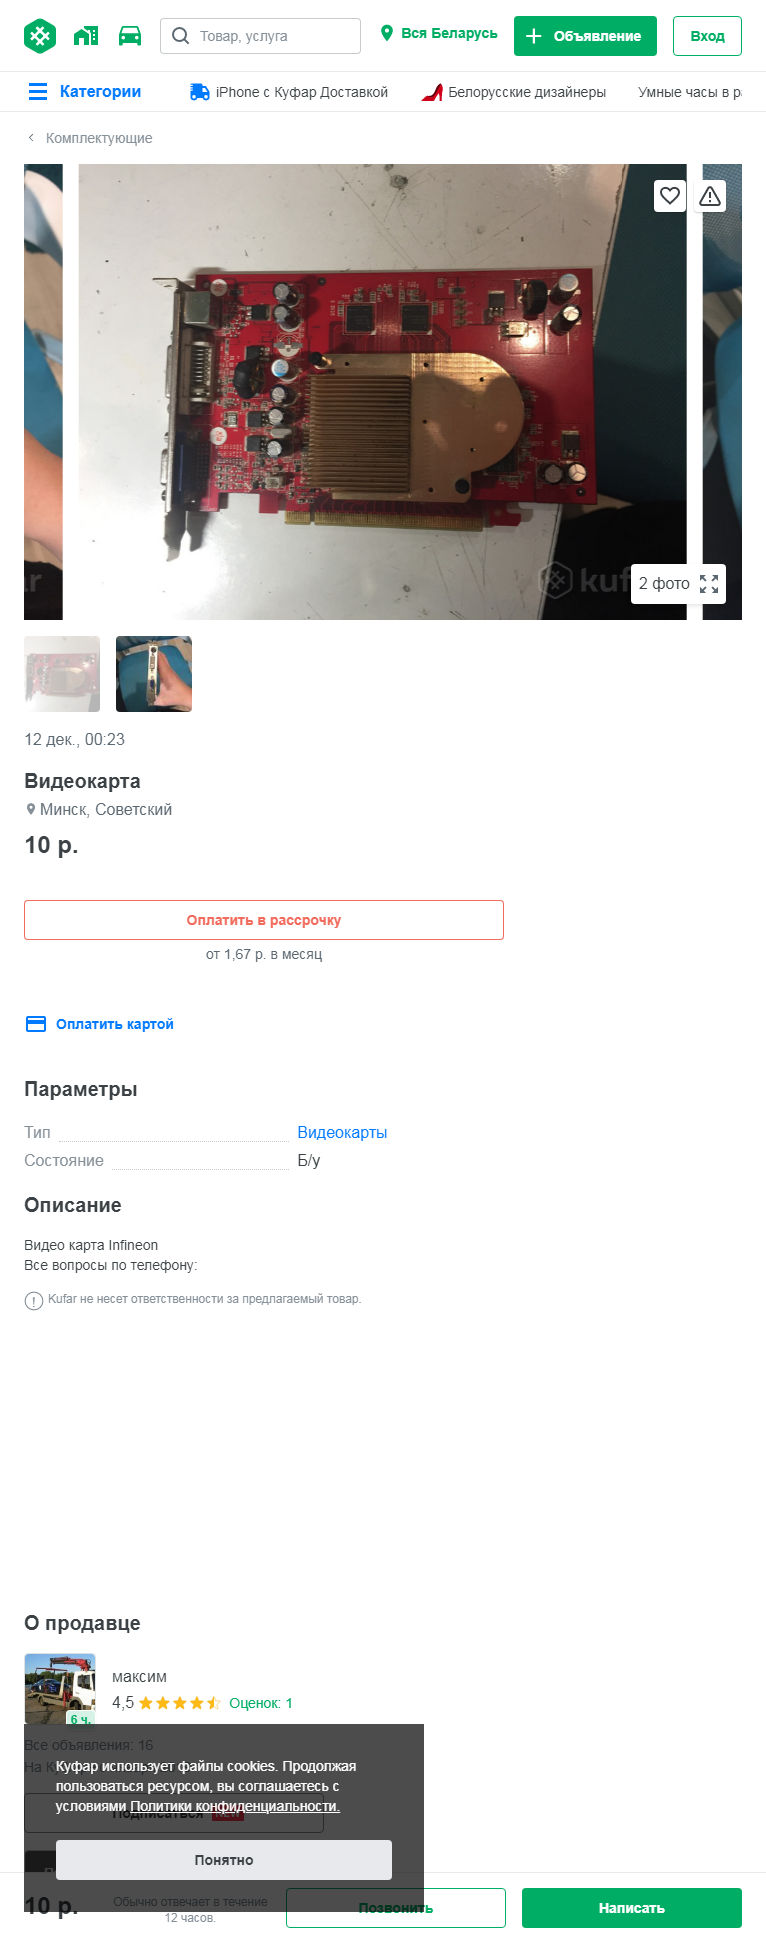 Товар, услуга
Вся Беларусь
Объявление
Вход
Категории
iPhone с Куфар Доставкой
Белорусские дизайнеры
Умные часы в ра
Комплектующие
2 фото
12 дек., 00:23
Видеокарта
Минск, Советский
10 р.
Оплатить в рассрочку
от 1,67 р. в месяц
Оплатить картой
Параметры
Тип Видеокарты
Состояние Б/у
Описание
Видео карта Infineon
Все вопросы по телефону:
Kufar не несет ответственности за предлагаемый товар.
О продавце
максим
4,5 Оценок: 1
6 ч.
Все объявления: 16
Куфар использует файлы cookies. Продолжая
пользоваться ресурсом, вы соглашаетесь с
условиями Политики конфиденциальности.
Подписаться
Понятно
10 р.
Обычно отвечает в течение
12 часов.
Позвонить
Написать